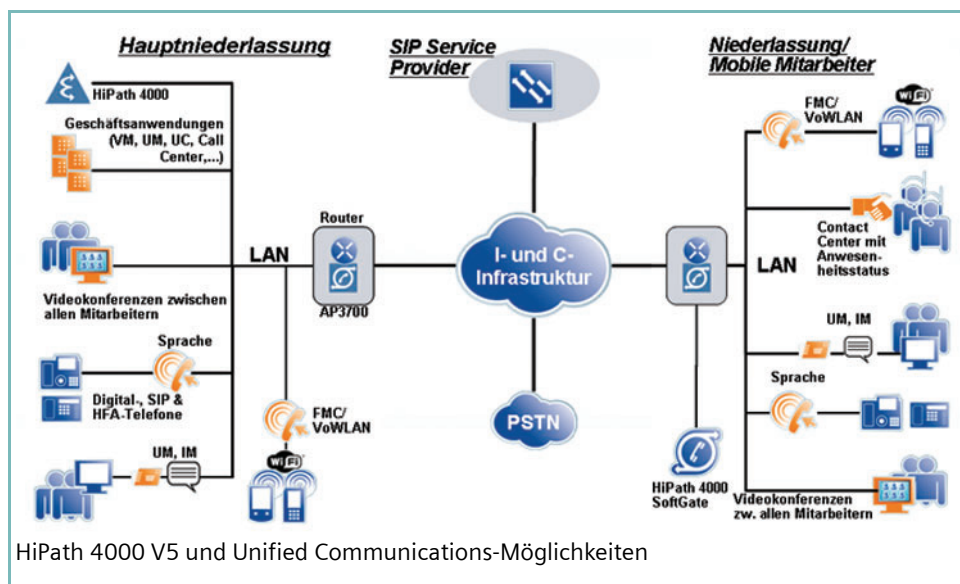 Hauptniederlassung
HiPath 4000
Geschäftsanwendungen
(VM, UM, UC, Call
Center,...)
Videokonferenzen zwischen
allen Mitarbeitern
Sprache
Digital-, SIP &
HFA-Telefone
UM, IM
LAN
Router
AP3700
FMC/
VoWLAN
WiFi
SIP Service
Provider
I- und C-
Infrastruktur
PSTN
Niederlassung/
Mobile Mitarbeiter
FMC/
VoWLAN
WiFi
Contact
Center mit
Anwesen-
heitsstatus
LAN
UM, IM
Sprache
HiPath 4000
SoftGate
Videokonferenzen
zw. allen Mitarbeitern
HiPath 4000 V5 und Unified Communications-Möglichkeiten